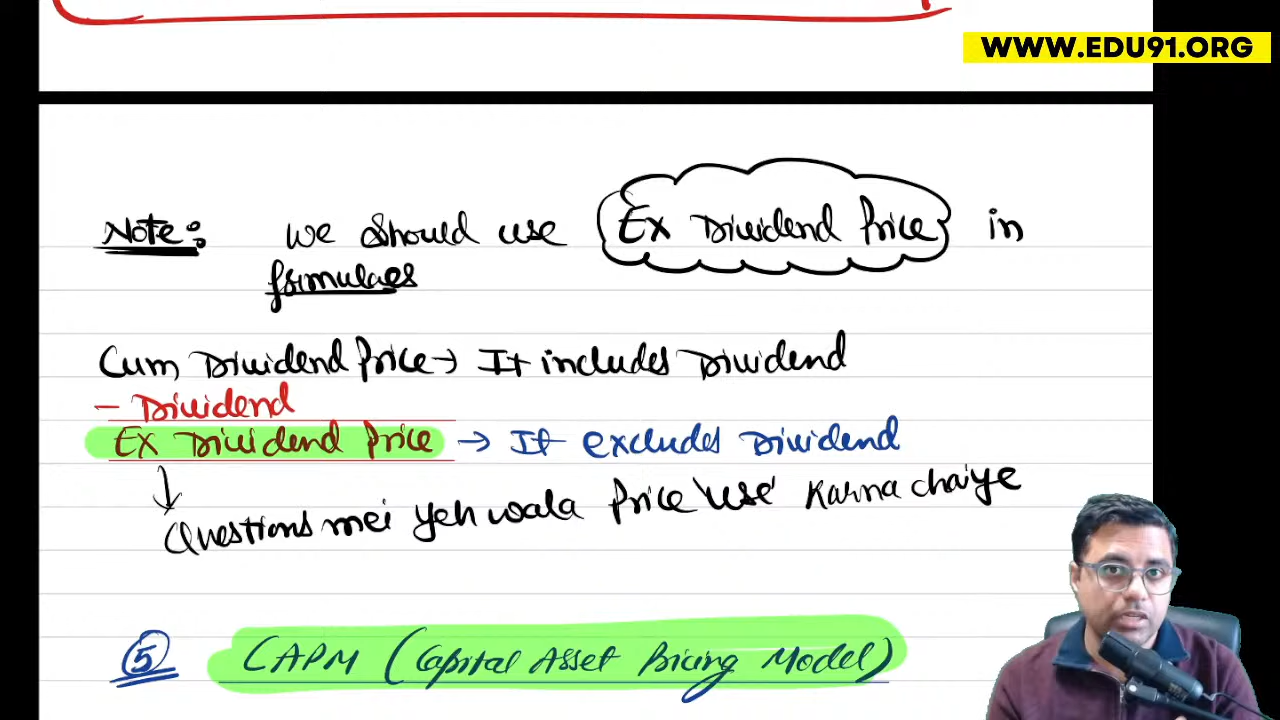 WWW.EDU91.ORG
Note: We should use Ex Dividend Price in
formulaes
Cum Dividend Price → It includes Dividend
- Dividend
Ex Dividend Price → It excludes Dividend
↓
Questions mei yeh wala Price 'use' Karna chaiye
⑤ CAPM (Capital Asset Pricing Model)